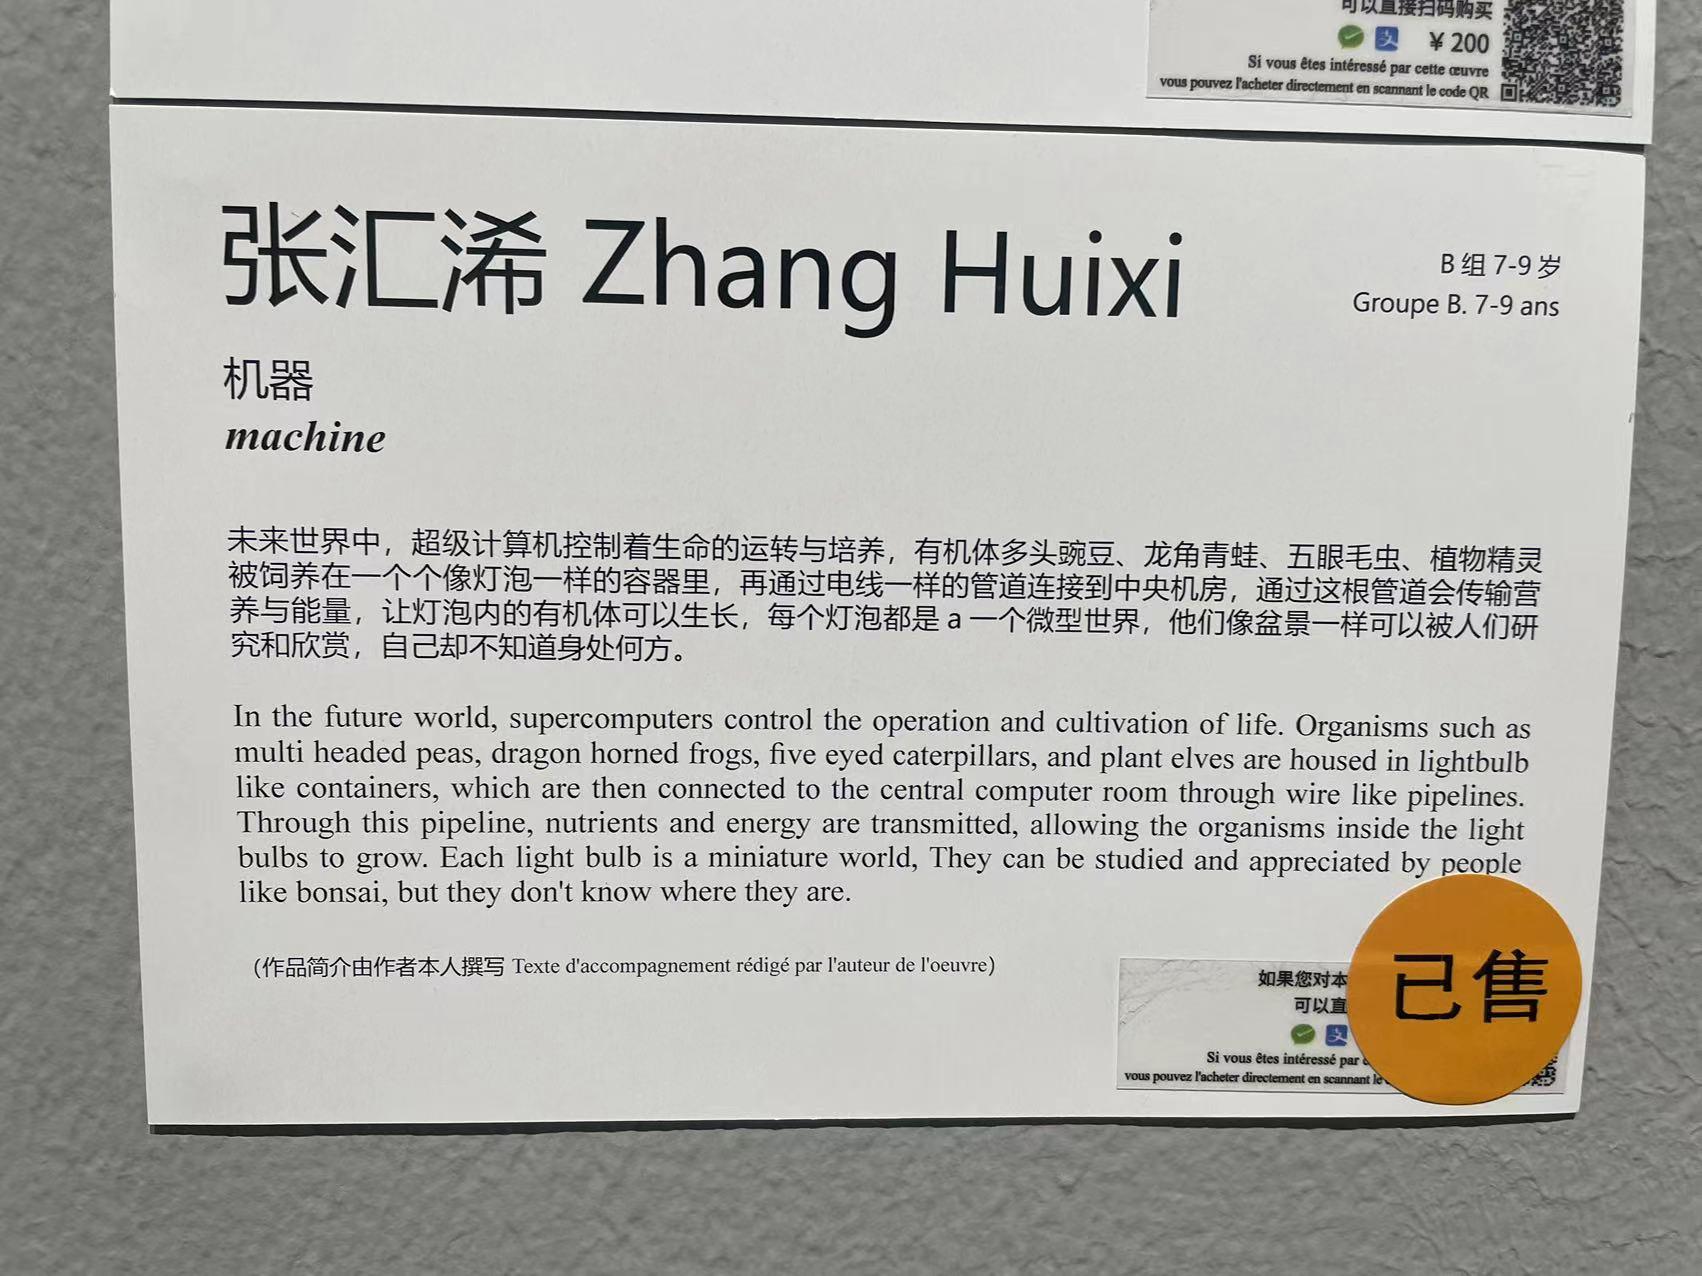 可以直接扫码购买
¥ 200
Si vous êtes intéressé par cette œuvre
vous pouvez l'acheter directement en scannant le code QR
张汇浠 Zhang Huixi
B 组 7-9 岁
Groupe B. 7-9 ans
机器
machine
未来世界中，超级计算机控制着生命的运转与培养，有机体多头豌豆、龙角青蛙、五眼毛虫、植物精灵
被饲养在一个个像灯泡一样的容器里，再通过电线一样的管道连接到中央机房，通过这根管道会传输营
养与能量，让灯泡内的有机体可以生长，每个灯泡都是 a 一个微型世界，他们像盆景一样可以被人们研
究和欣赏，自己却不知道身处何方。
In the future world, supercomputers control the operation and cultivation of life. Organisms such as
multi headed peas, dragon horned frogs, five eyed caterpillars, and plant elves are housed in lightbulb
like containers, which are then connected to the central computer room through wire like pipelines.
Through this pipeline, nutrients and energy are transmitted, allowing the organisms inside the light
bulbs to grow. Each light bulb is a miniature world, They can be studied and appreciated by people
like bonsai, but they don't know where they are.
（作品简介由作者本人撰写 Texte d'accompagnement rédigé par l'auteur de l'oeuvre）
如果您对本
可以直
已售
Si vous êtes intéressé par
vous pouvez l'acheter directement en scannant le